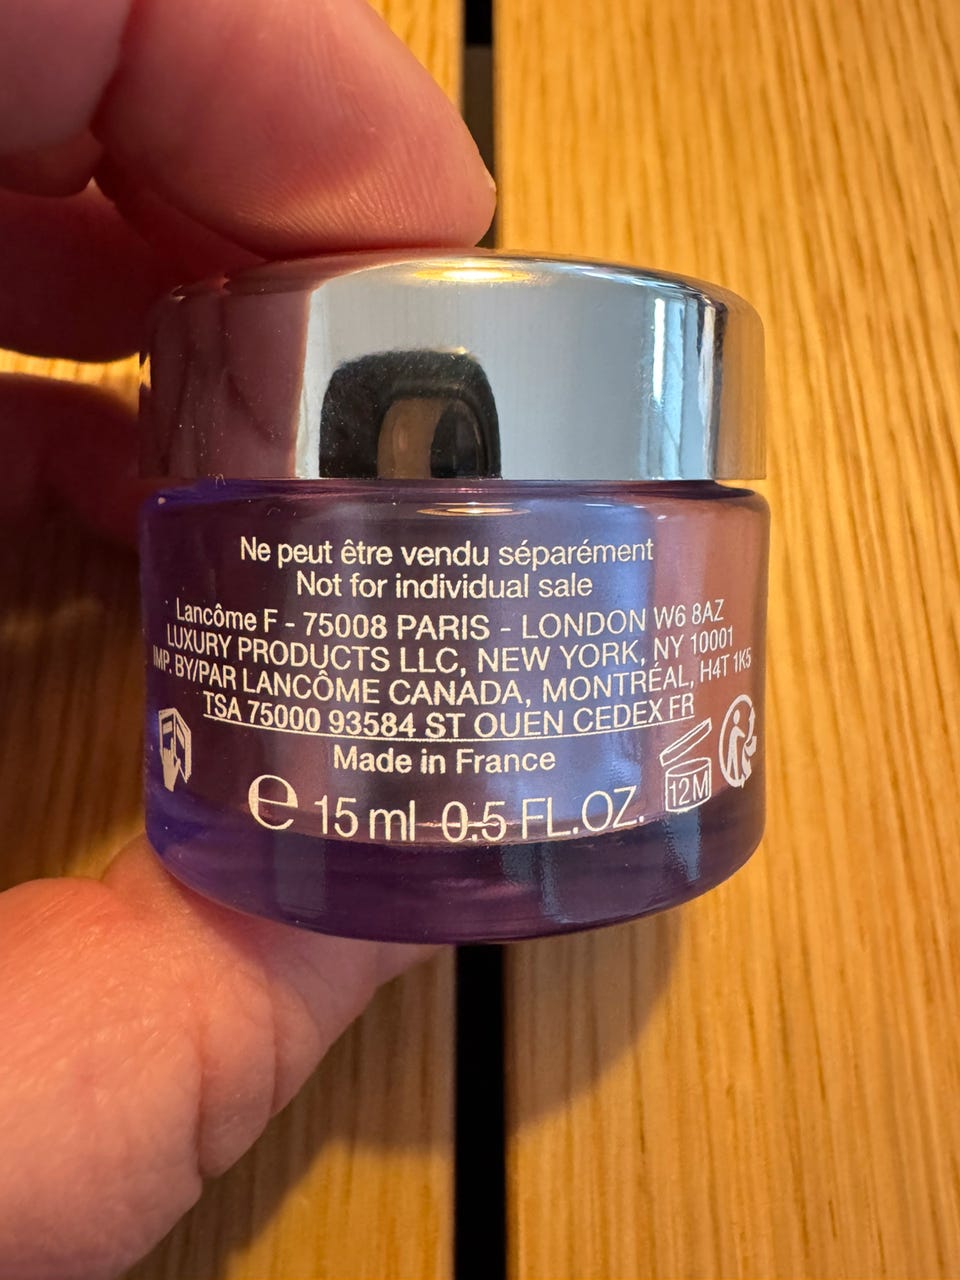 Ne peut être vendu séparément
Not for individual sale
Lancôme F - 75008 PARIS - LONDON W6 8AZ
LUXURY PRODUCTS LLC, NEW YORK, NY 10001
IMP. BY/PAR LANCÔME CANADA, MONTRÉAL, H4T 1K5
TSA 75000 93584 ST OUEN CEDEX FR
Made in France
℮ 15 ml 0.5 FL.OZ. 12M